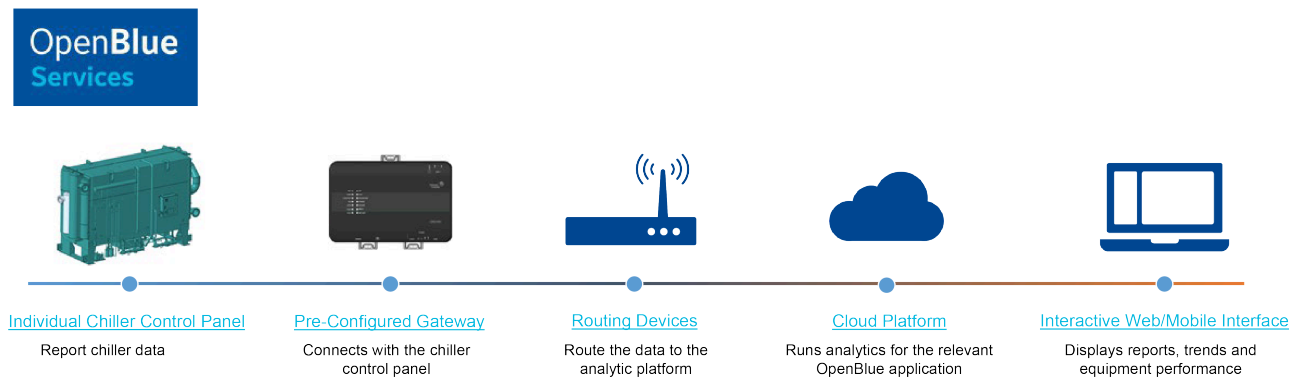 OpenBlue
Services
Individual Chiller Control Panel
Report chiller data
Pre-Configured Gateway
Connects with the chiller
control panel
Routing Devices
Route the data to the
analytic platform
Cloud Platform
Runs analytics for the relevant
OpenBlue application
Interactive Web/Mobile Interface
Displays reports, trends and
equipment performance